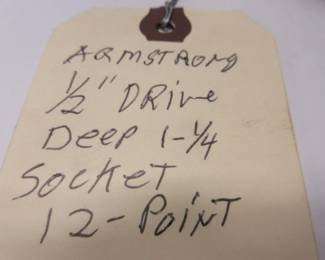 ARMSTRONG
1/2" DRive
Deep 1-1/4
Socket
12-Point